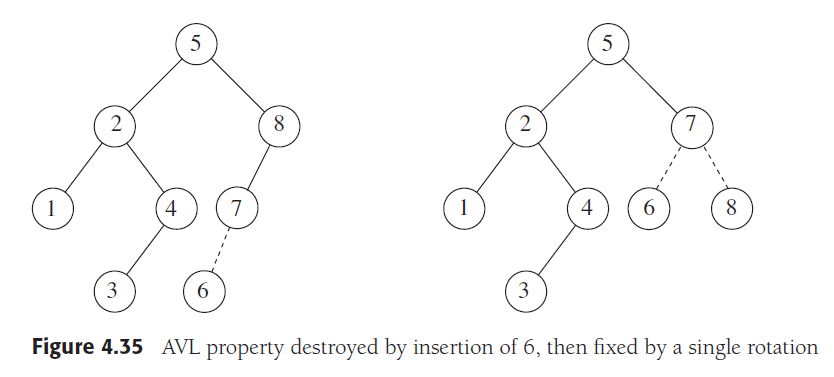 5 5
2 8 2 7
1 4 7 1 4 6 8
3 6 3
Figure 4.35 AVL property destroyed by insertion of 6, then fixed by a single rotation